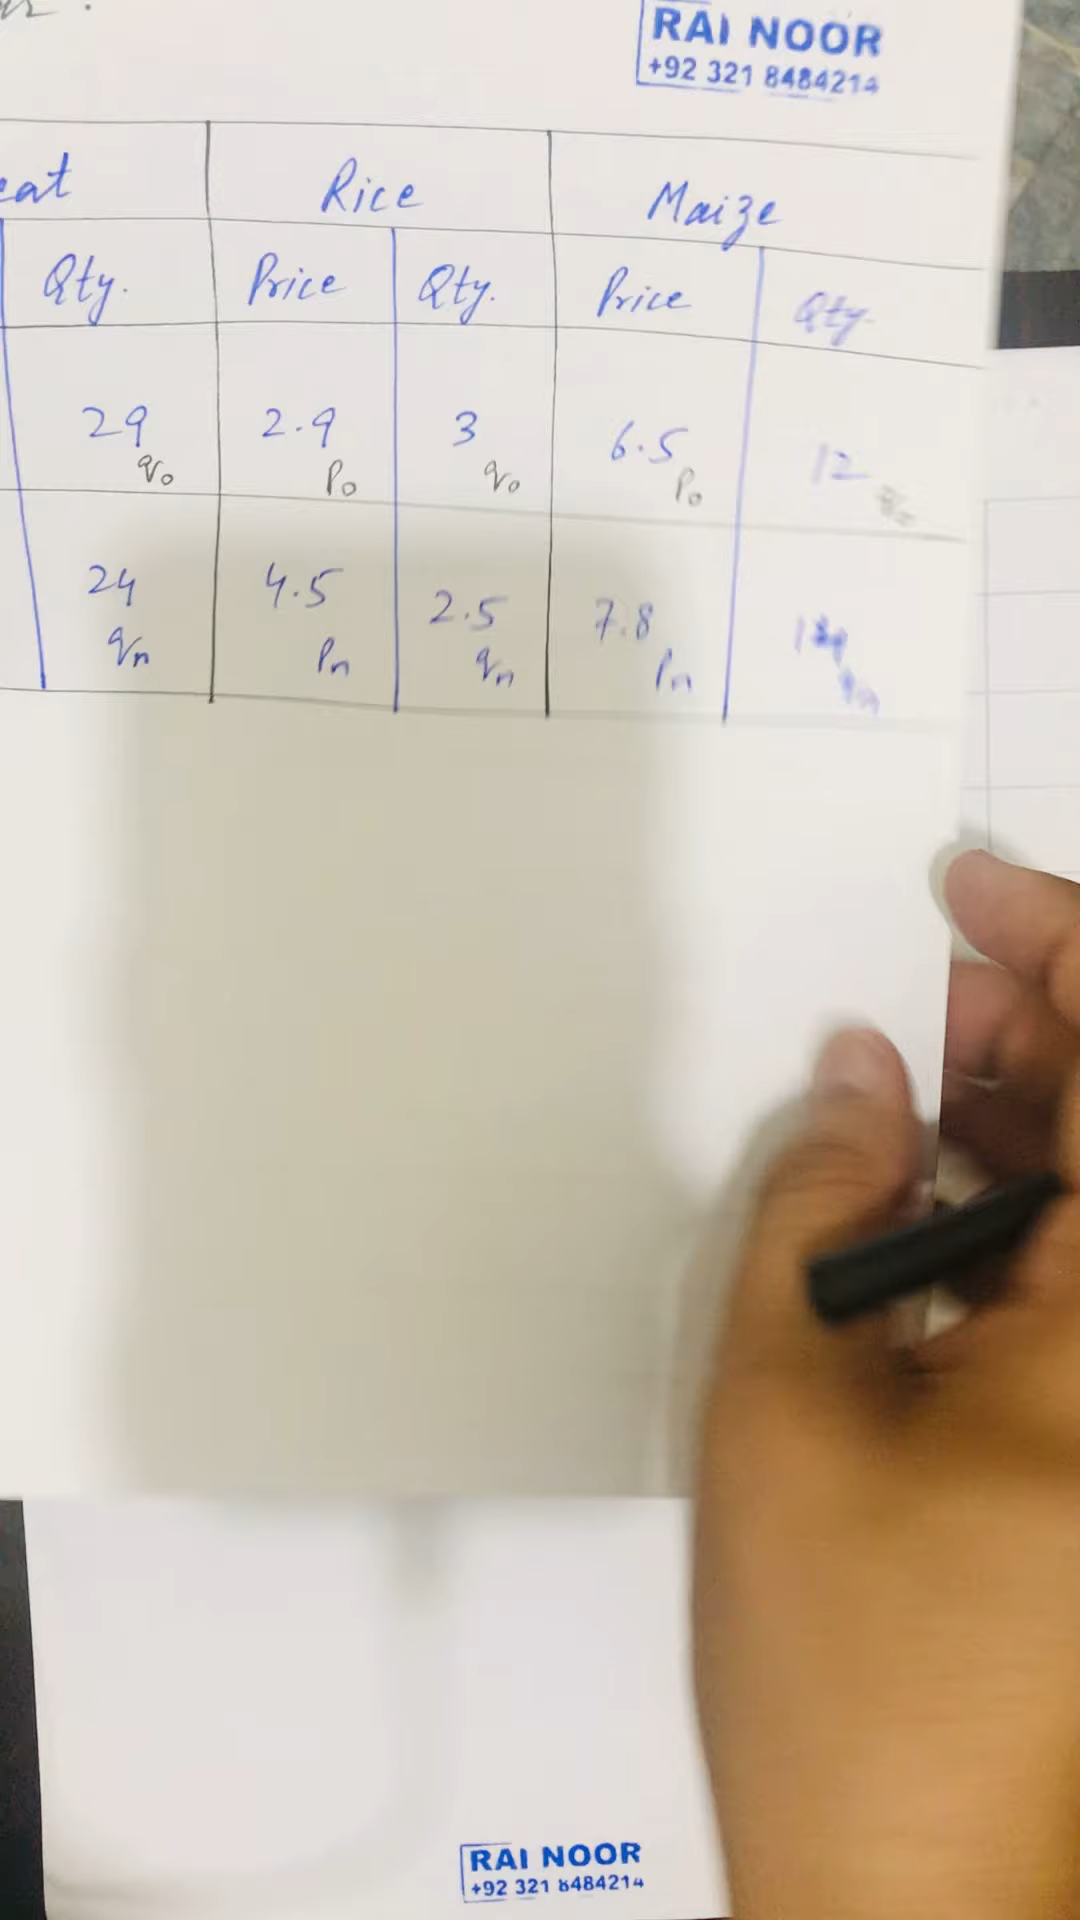 RAI NOOR
+92 321 8484214
eat Rice Maize
Qty. Price Qty. Price Qty.
29 2.9 3 6.5 12
q₀ P₀ q₀ P₀
24 4.5 2.5 7.8
qn Pn qn Pn qn
RAI NOOR
+92 321 8484214